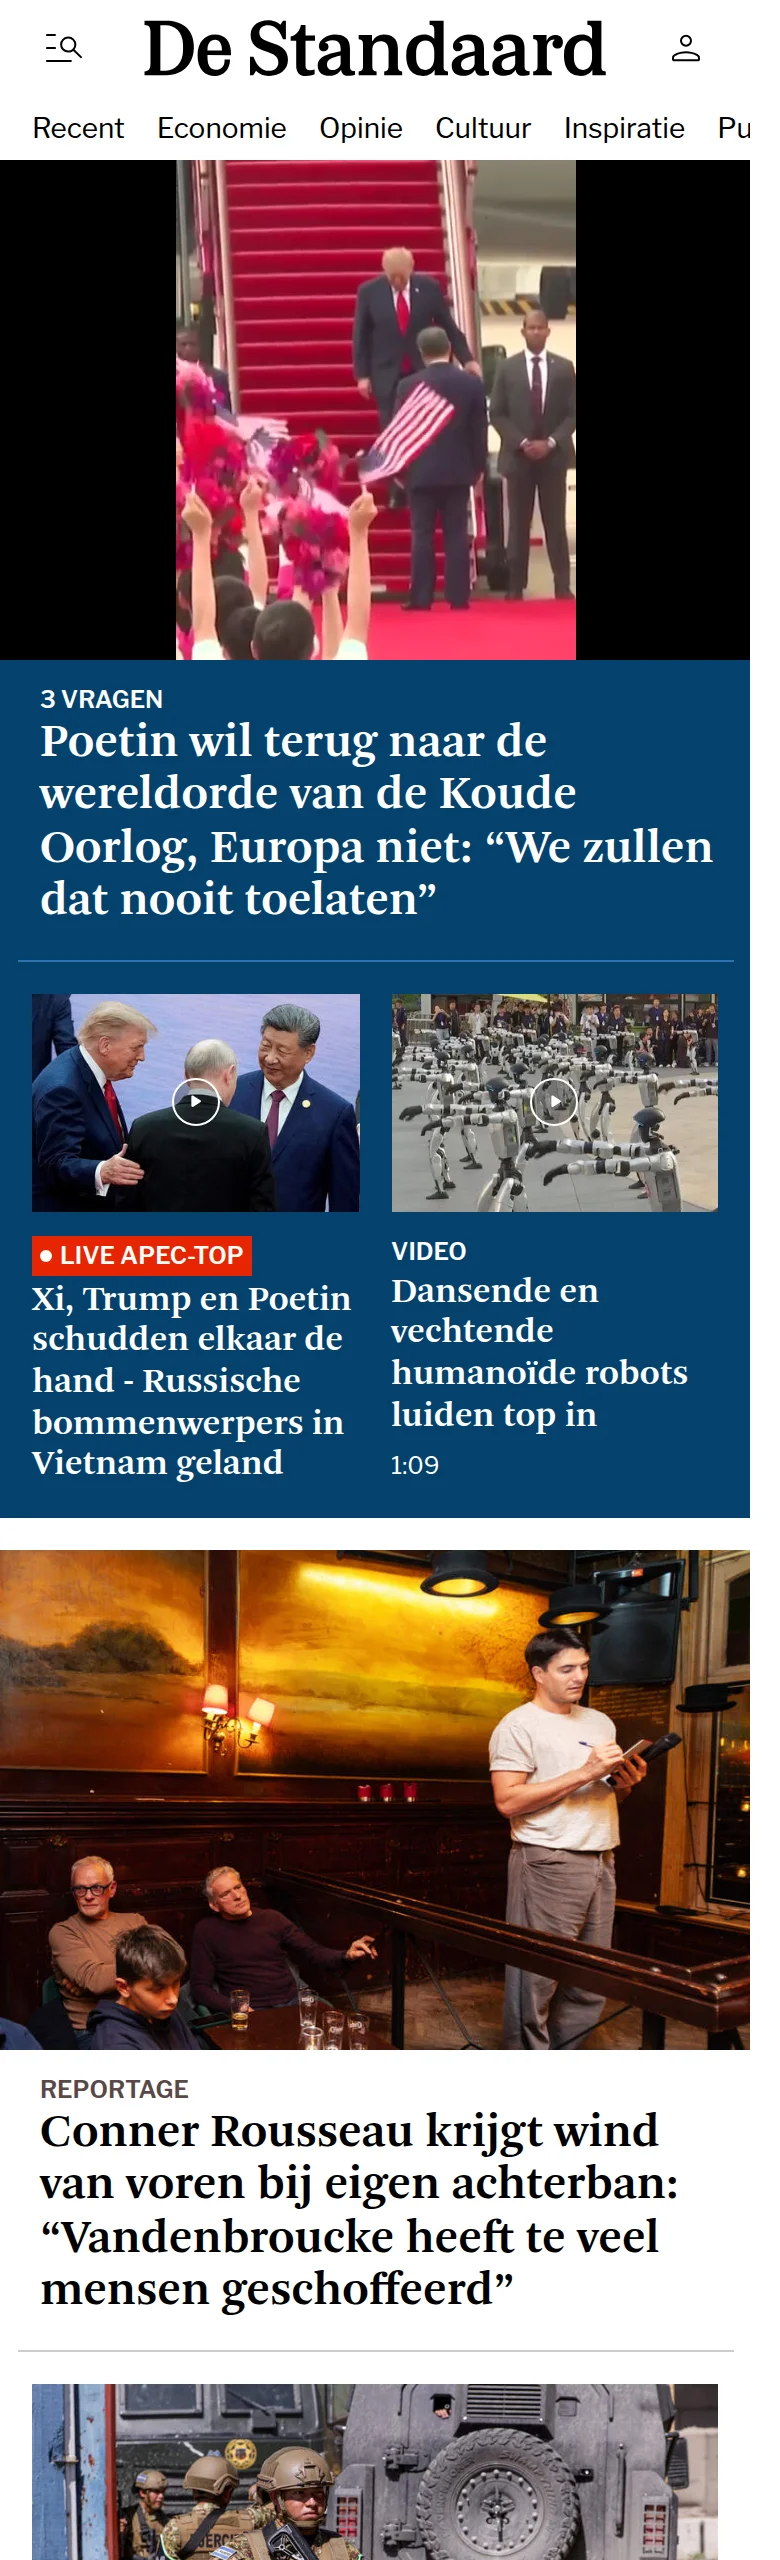 De Standaard
Recent Economie Opinie Cultuur Inspiratie Pu
3 VRAGEN
Poetin wil terug naar de
wereldorde van de Koude
Oorlog, Europa niet: “We zullen
dat nooit toelaten”
LIVE APEC-TOP
Xi, Trump en Poetin
schudden elkaar de
hand - Russische
bommenwerpers in
Vietnam geland
VIDEO
Dansende en
vechtende
humanoïde robots
luiden top in
1:09
REPORTAGE
Conner Rousseau krijgt wind
van voren bij eigen achterban:
“Vandenbroucke heeft te veel
mensen geschoffeerd”